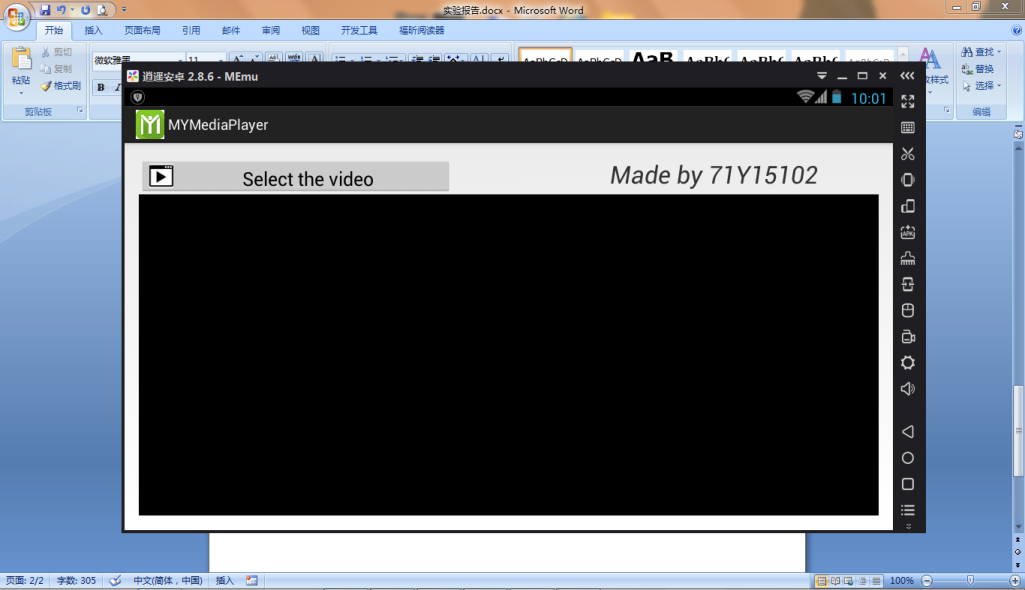 实验报告.docx - Microsoft Word
开始 插入 页面布局 引用 邮件 审阅 视图 开发工具 福昕阅读器
粘贴
剪切
复制
格式刷
剪贴板
微软雅黑 11
B I
AaB
查找
替换
选择
编辑
逍遥安卓 2.8.6 - MEmu
10:01
MYMediaPlayer
Select the video
Made by 71Y15102
APK
页面: 2/2 字数: 305 中文(简体，中国) 插入 100%